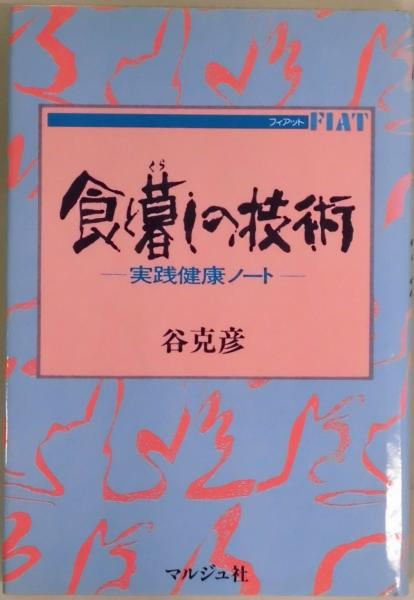 フィアット FIAT
くら
食と暮しの技術
―実践健康ノート―
谷克彦
マルジュ社